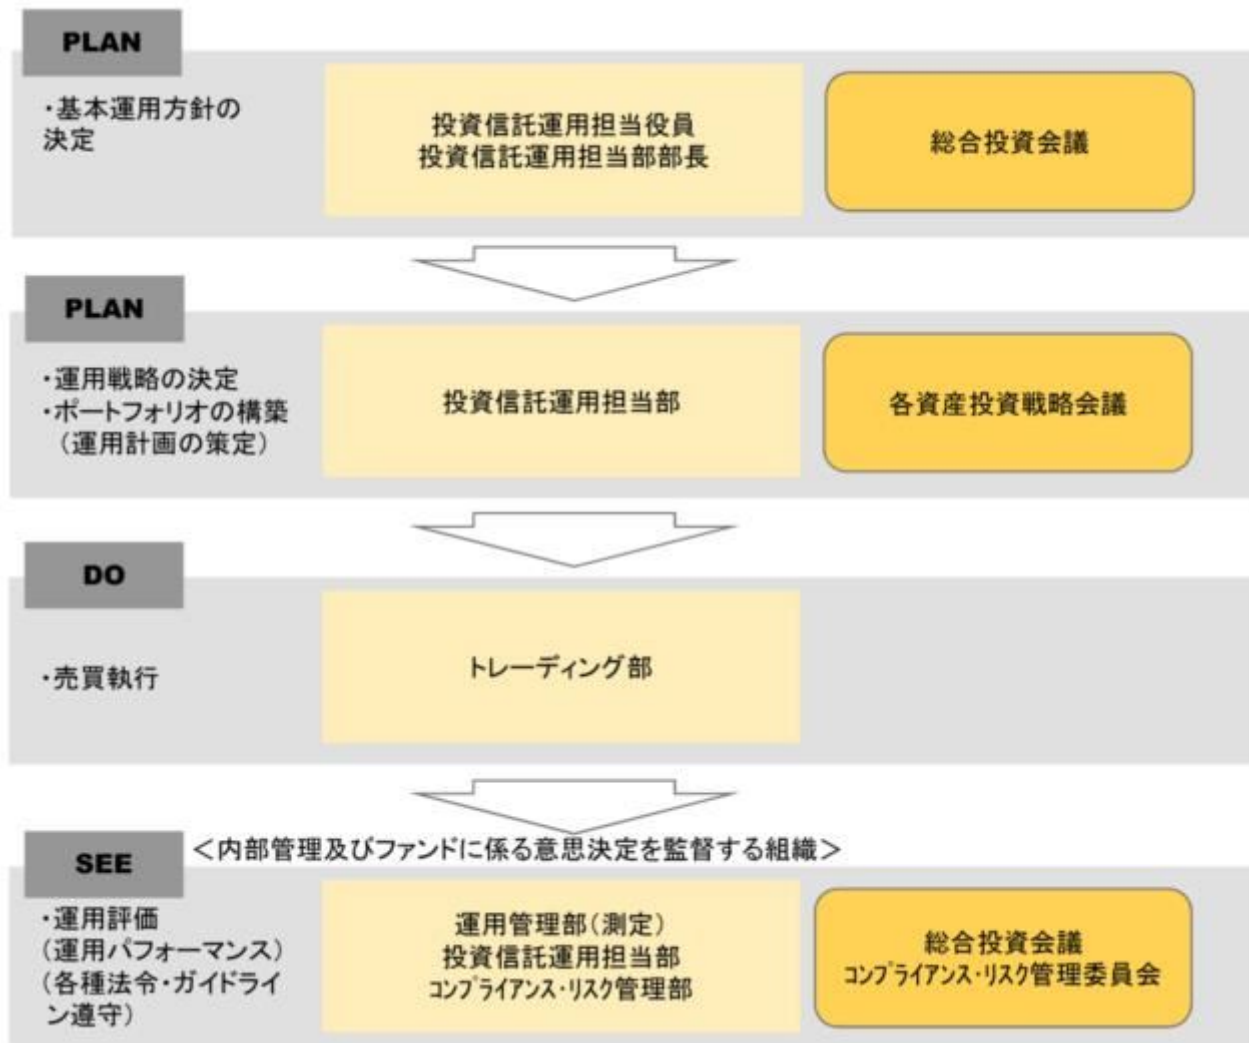 PLAN
・基本運用方針の
決定
投資信託運用担当役員
投資信託運用担当部部長
総合投資会議
PLAN
・運用戦略の決定
・ポートフォリオの構築
（運用計画の策定）
投資信託運用担当部
各資産投資戦略会議
DO
・売買執行
トレーディング部
＜内部管理及びファンドに係る意思決定を監督する組織＞
SEE
・運用評価
（運用パフォーマンス）
（各種法令・ガイドライ
ン遵守）
運用管理部（測定）
投資信託運用担当部
ｺﾝﾌﾟﾗｲｱﾝｽ・ﾘｽｸ管理部
総合投資会議
ｺﾝﾌﾟﾗｲｱﾝｽ・ﾘｽｸ管理委員会